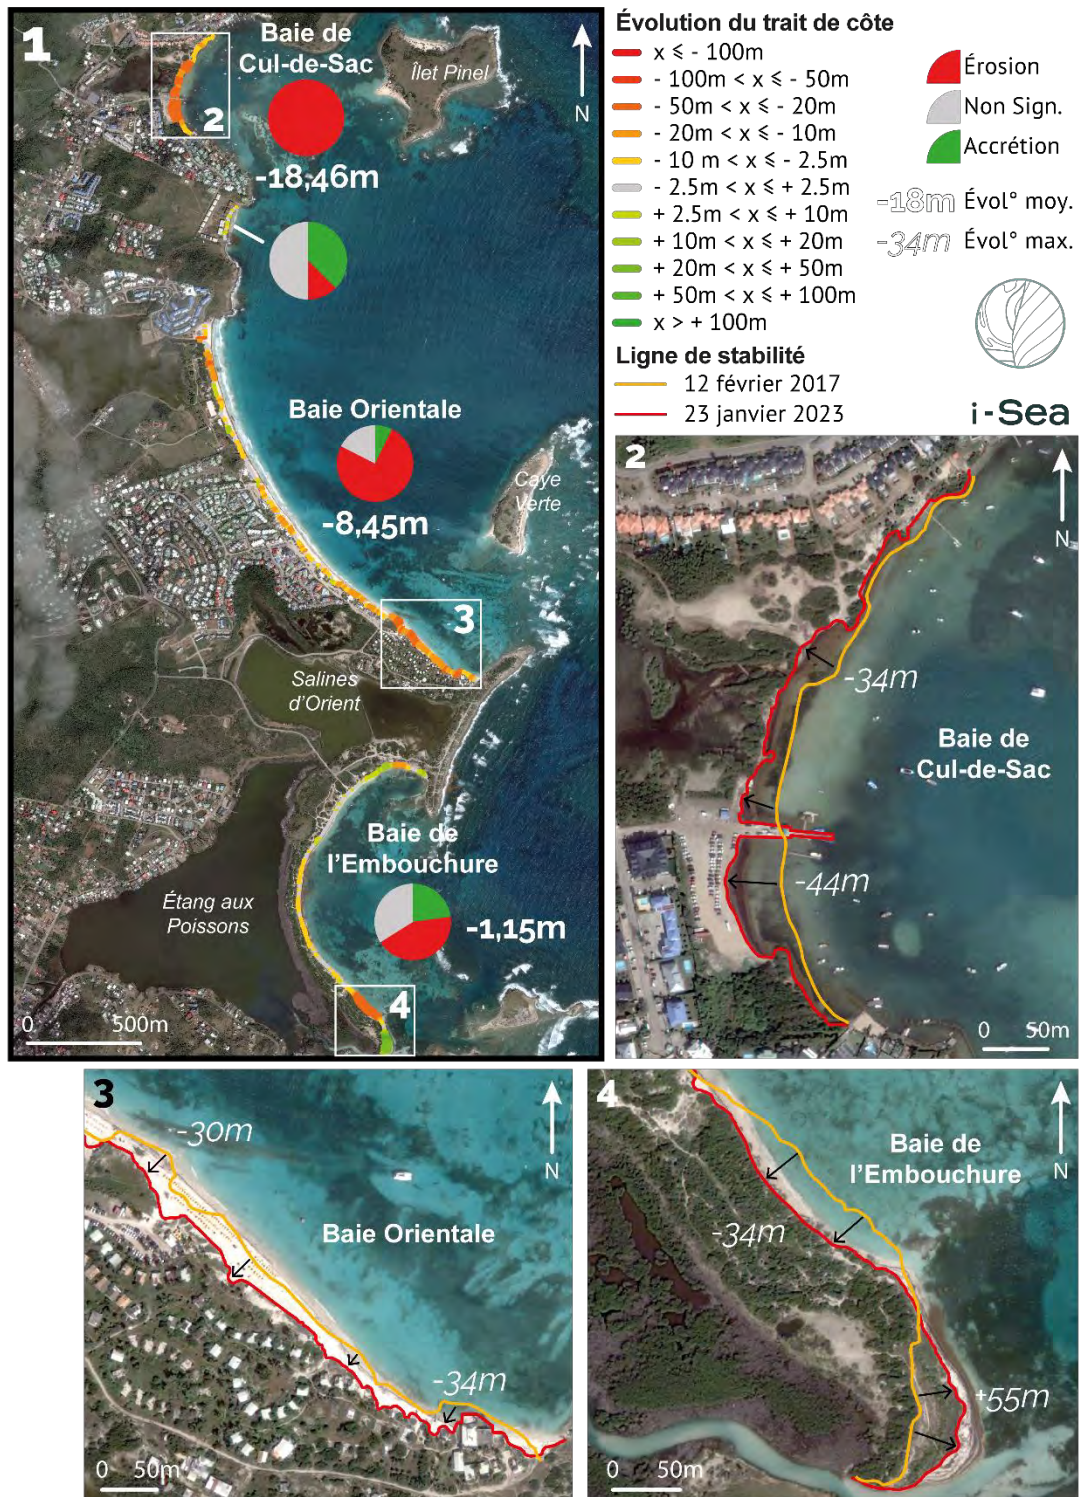 1
Baie de
Cul-de-Sac
Îlet Pinel
N
2
-18,46m
Baie Orientale
-8,45m
Caye
Verte
3
Salines
d'Orient
Baie de
l'Embouchure
Étang aux
Poissons
-1,15m
4
0 500m
Évolution du trait de côte
x ⩽ - 100m
- 100m < x ⩽ - 50m
- 50m < x ⩽ - 20m
- 20m < x ⩽ - 10m
- 10 m < x ⩽ - 2.5m
- 2.5m < x ⩽ + 2.5m
+ 2.5m < x ⩽ + 10m
+ 10m < x ⩽ + 20m
+ 20m < x ⩽ + 50m
+ 50m < x ⩽ + 100m
x > + 100m
Érosion
Non Sign.
Accrétion
-18m Évol° moy.
-34m Évol° max.
Ligne de stabilité
12 février 2017
23 janvier 2023
i-Sea
2
N
-34m
Baie de
Cul-de-Sac
-44m
0 50m
3
-30m
N
Baie Orientale
-34m
0 50m
4
N
Baie de
l'Embouchure
-34m
+55m
0 50m